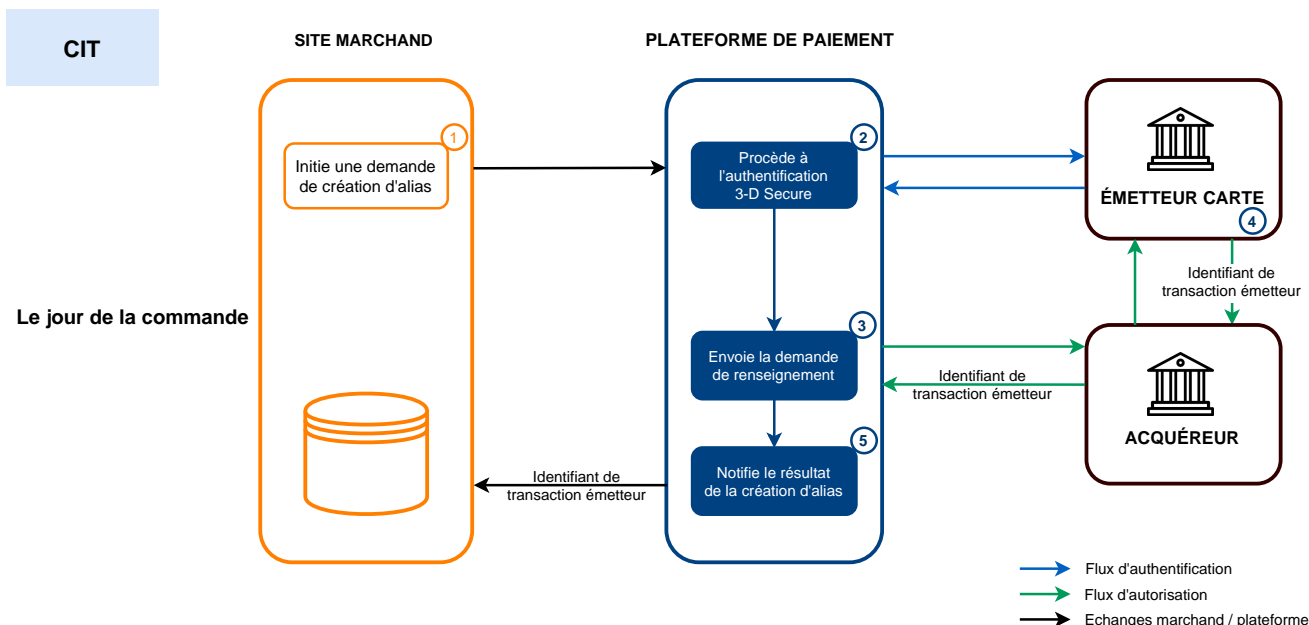 CIT
SITE MARCHAND
PLATEFORME DE PAIEMENT
1
Initie une demande
de création d'alias
2
Procède à
l'authentification
3-D Secure
ÉMETTEUR CARTE
4
Identifiant de
transaction émetteur
Le jour de la commande
3
Envoie la demande
de renseignement
Identifiant de
transaction émetteur
ACQUÉREUR
5
Notifie le résultat
de la création d'alias
Identifiant de
transaction émetteur
Flux d'authentification
Flux d'autorisation
Echanges marchand / plateforme